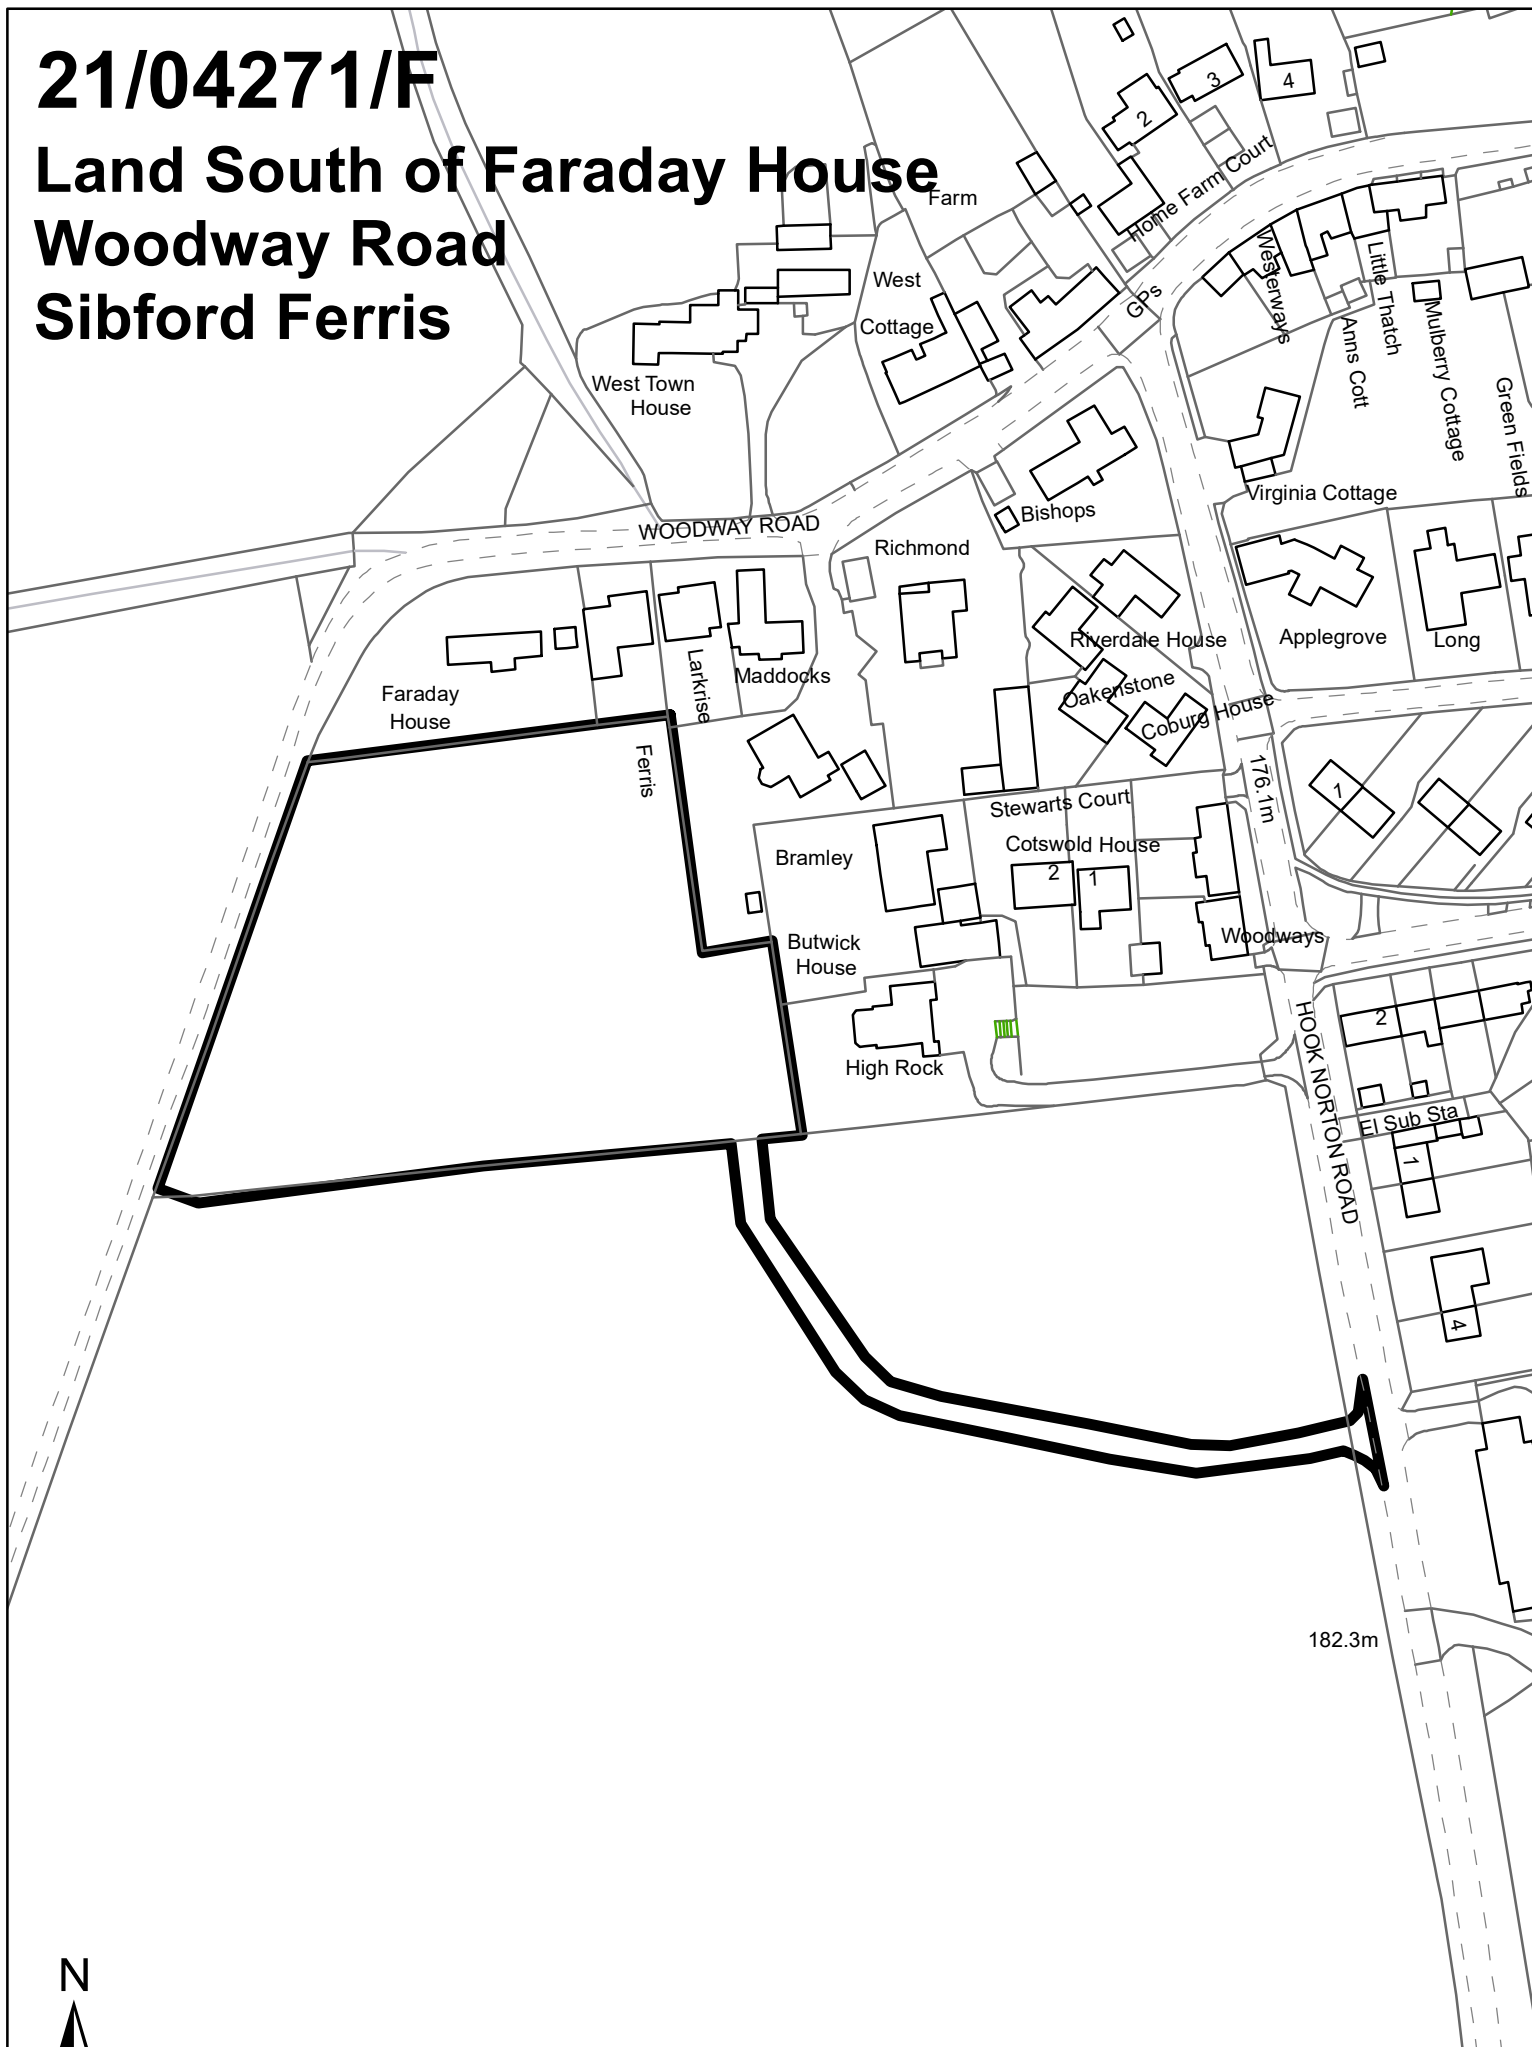 21/04271/F
Land South of Faraday House
Woodway Road
Sibford Ferris
2
3
4
Home Farm Court
Farm
West
Cottage
GPs
Westerways
Little Thatch
Anns Cott
Mulberry Cottage
Green Fields
West Town
House
Virginia Cottage
Bishops
WOODWAY ROAD
Richmond
Riverdale House
Applegrove
Long
Larkrise
Maddocks
Oakenstone
Coburg House
Faraday
House
Ferris
176.1m
1
Stewarts Court
Cotswold House
2
1
Bramley
Butwick
House
Woodways
HOOK NORTON ROAD
2
High Rock
El Sub Sta
1
4
182.3m
N